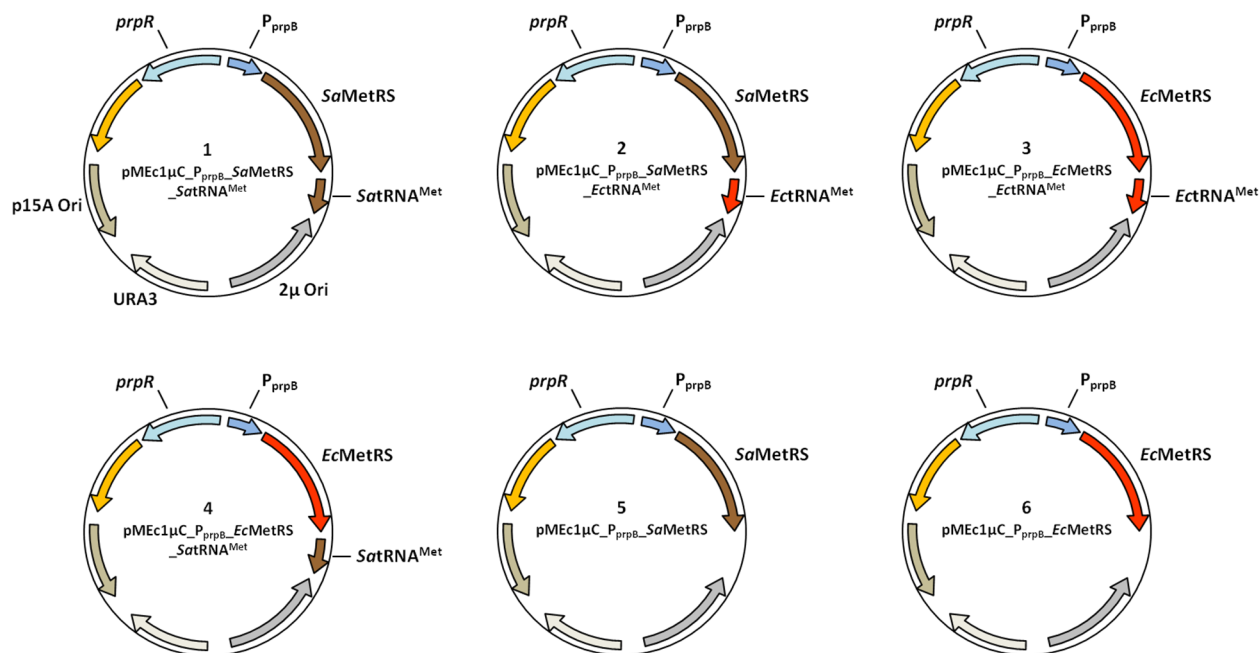 prpR
PprpB
SaMetRS
1
pMEc1µC_PprpB_SaMetRS
_SatRNAMet
SatRNAMet
p15A Ori
URA3
2µ Ori
prpR
PprpB
SaMetRS
2
pMEc1µC_PprpB_SaMetRS
_EctRNAMet
EctRNAMet
prpR
PprpB
EcMetRS
3
pMEc1µC_PprpB_EcMetRS
_EctRNAMet
EctRNAMet
prpR
PprpB
EcMetRS
4
pMEc1µC_PprpB_EcMetRS
_SatRNAMet
SatRNAMet
prpR
PprpB
SaMetRS
5
pMEc1µC_PprpB_SaMetRS
prpR
PprpB
EcMetRS
6
pMEc1µC_PprpB_EcMetRS